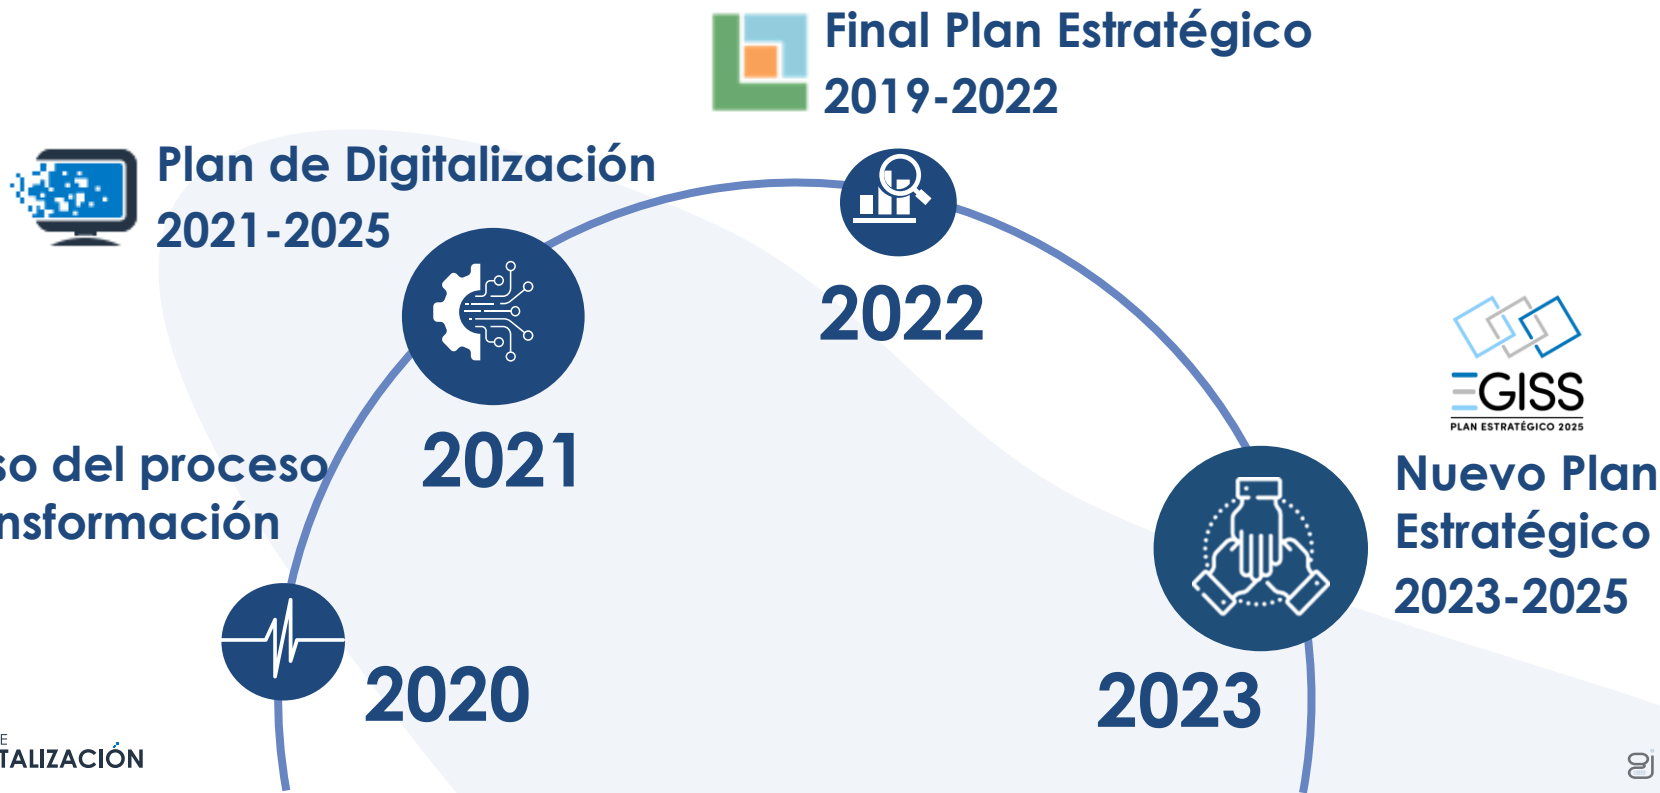 Final Plan Estratégico
2019-2022
Plan de Digitalización
2021-2025
2022
2021
so del proceso
nsformación
GISS
PLAN ESTRATÉGICO 2025
Nuevo Plan
Estratégico
2023-2025
2020
2023
E
TALIZACIÓN